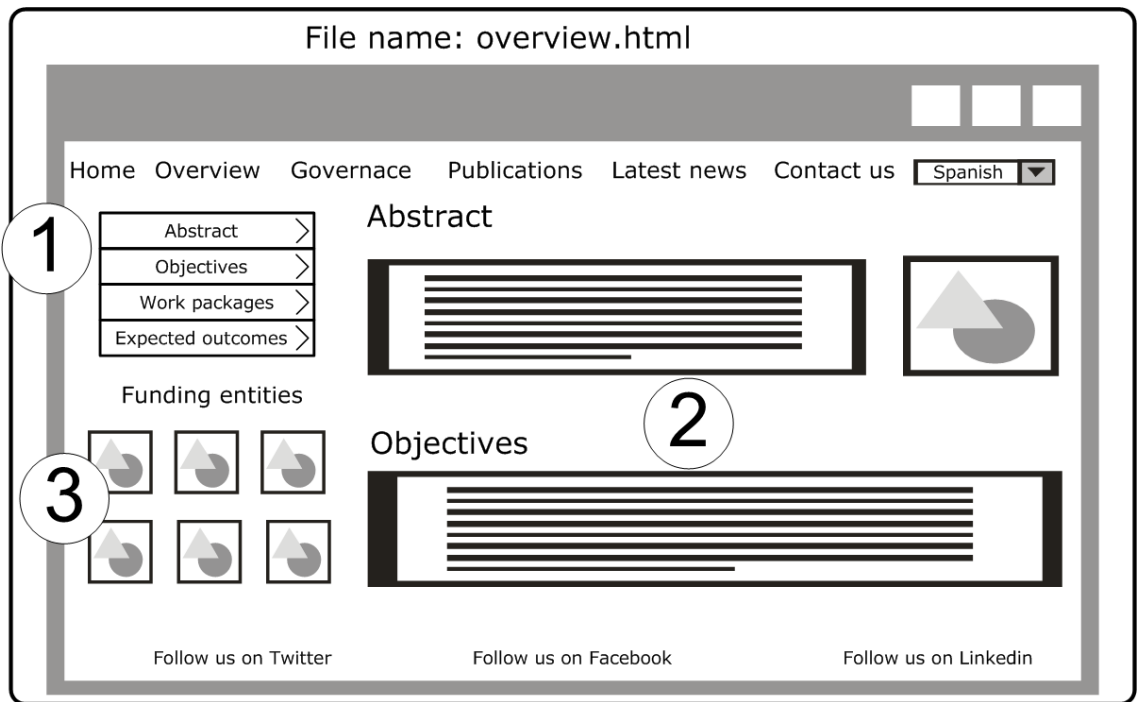 File name: overview.html
Home Overview Governace Publications Latest news Contact us Spanish
1
Abstract
Objectives
Work packages
Expected outcomes
Abstract
2
Objectives
Funding entities
3
Follow us on Twitter Follow us on Facebook Follow us on Linkedin